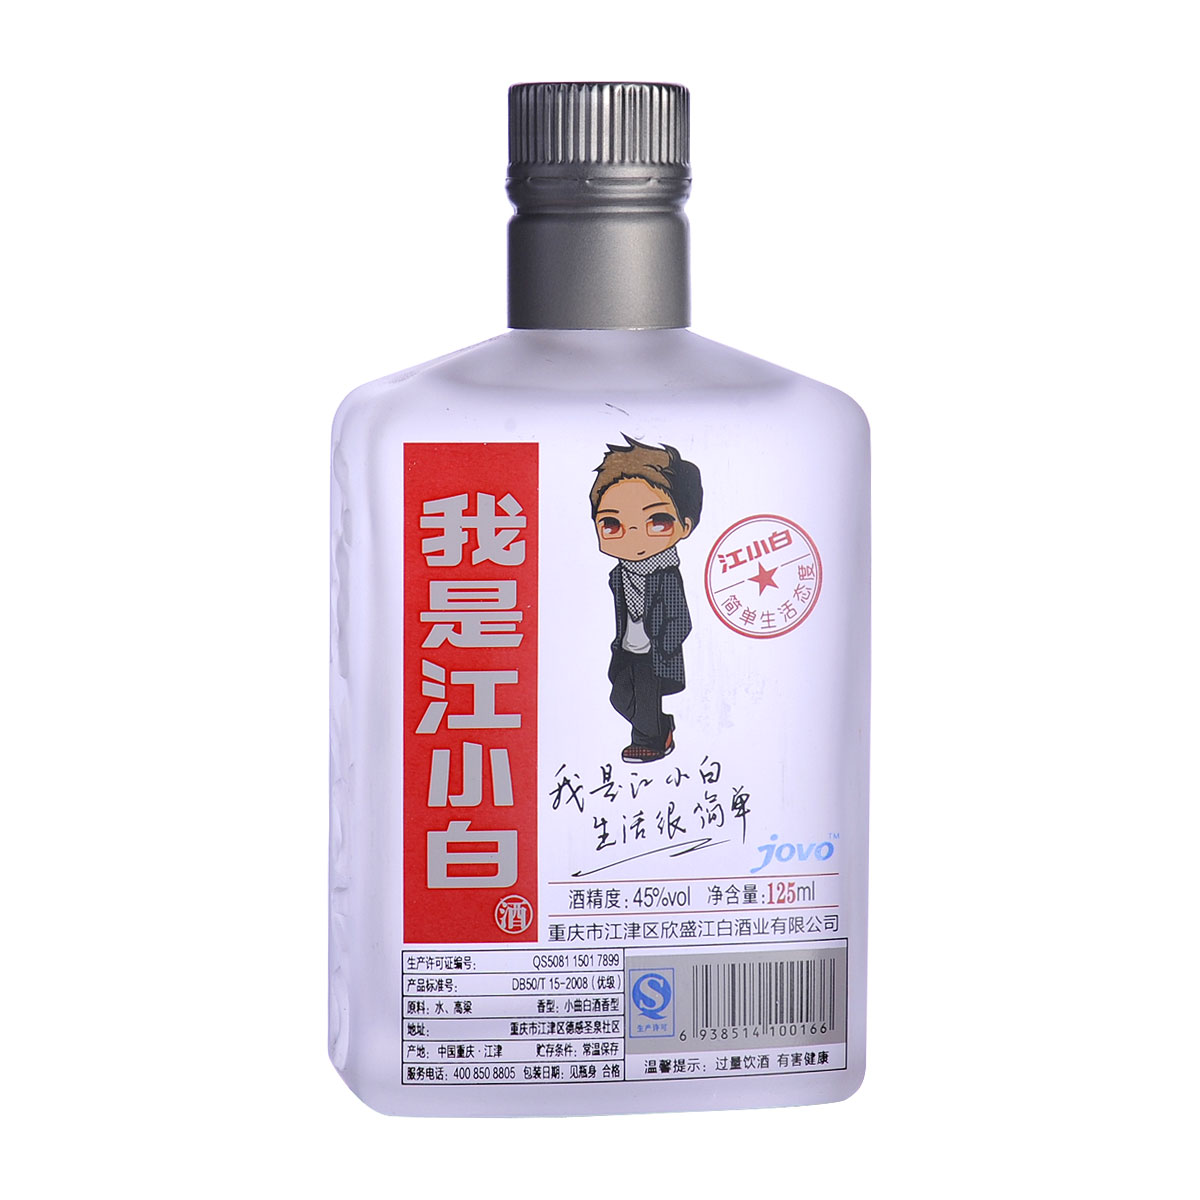 我是江小白
酒
江小白
简单生活态度
我是江小白
生活很简单
jovo™
酒精度：45%vol 净含量：125ml
重庆市江津区欣盛江白酒业有限公司
生产许可证编号： QS5081 1501 7899
产品标准号： DB50/T 15-2008（优级）
原料：水、高粱 香型：小曲白酒香型
地址： 重庆市江津区德感圣泉社区
产地：中国重庆·江津 贮存条件：常温保存
服务电话：400 850 8805 包装日期：见瓶身 合格
生产许可
6 938514 100166
温馨提示：过量饮酒 有害健康